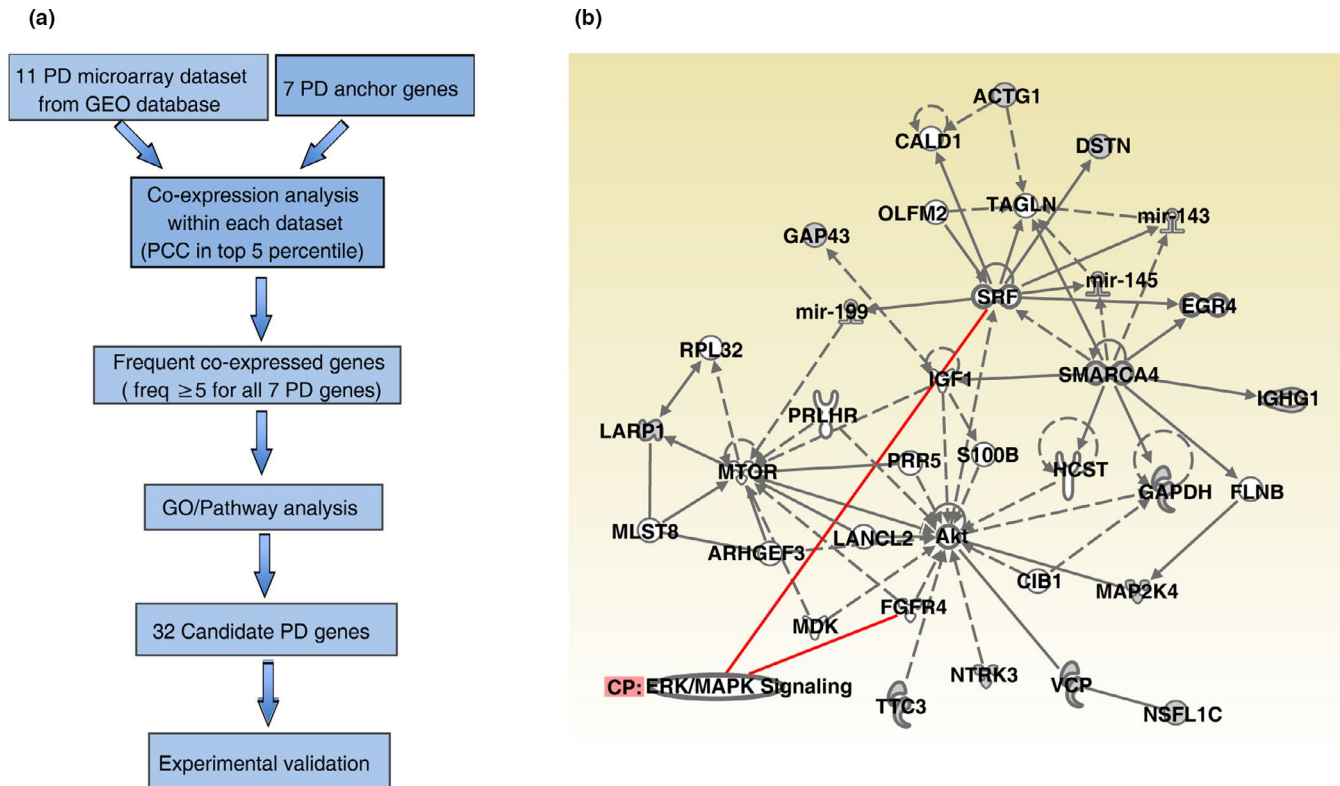 (a)
11 PD microarray dataset
from GEO database
7 PD anchor genes
Co-expression analysis
within each dataset
(PCC in top 5 percentile)
Frequent co-expressed genes
( freq ≥5 for all 7 PD genes)
GO/Pathway analysis
32 Candidate PD genes
Experimental validation
(b)
ACTG1
CALD1
DSTN
OLFM2
TAGLN
mir-143
GAP43
mir-145
SRF
EGR4
mir-199
RPL32
IGF1
SMARCA4
IGHG1
PRLHR
LARP1
MTOR
PRR5
S100B
HCST
GAPDH
FLNB
MLST8
ARHGEF3
LANCL2
Akt
CIB1
MAP2K4
FGFR4
MDK
CP: ERK/MAPK Signaling
NTRK3
VCP
TTC3
NSFL1C